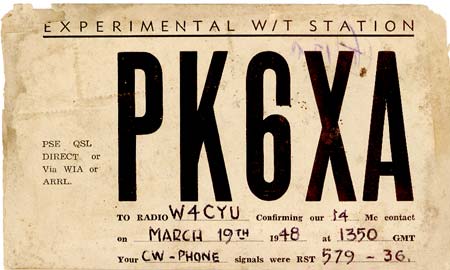 EXPERIMENTAL W/T STATION
PK6XA
PSE QSL
DIRECT or
Via WIA or
ARRL.
TO RADIO W4CYU Confirming our 14 Mc contact
on MARCH 19TH 1948 at 1350 GMT
Your CW - PHONE signals were RST 579 - 36.